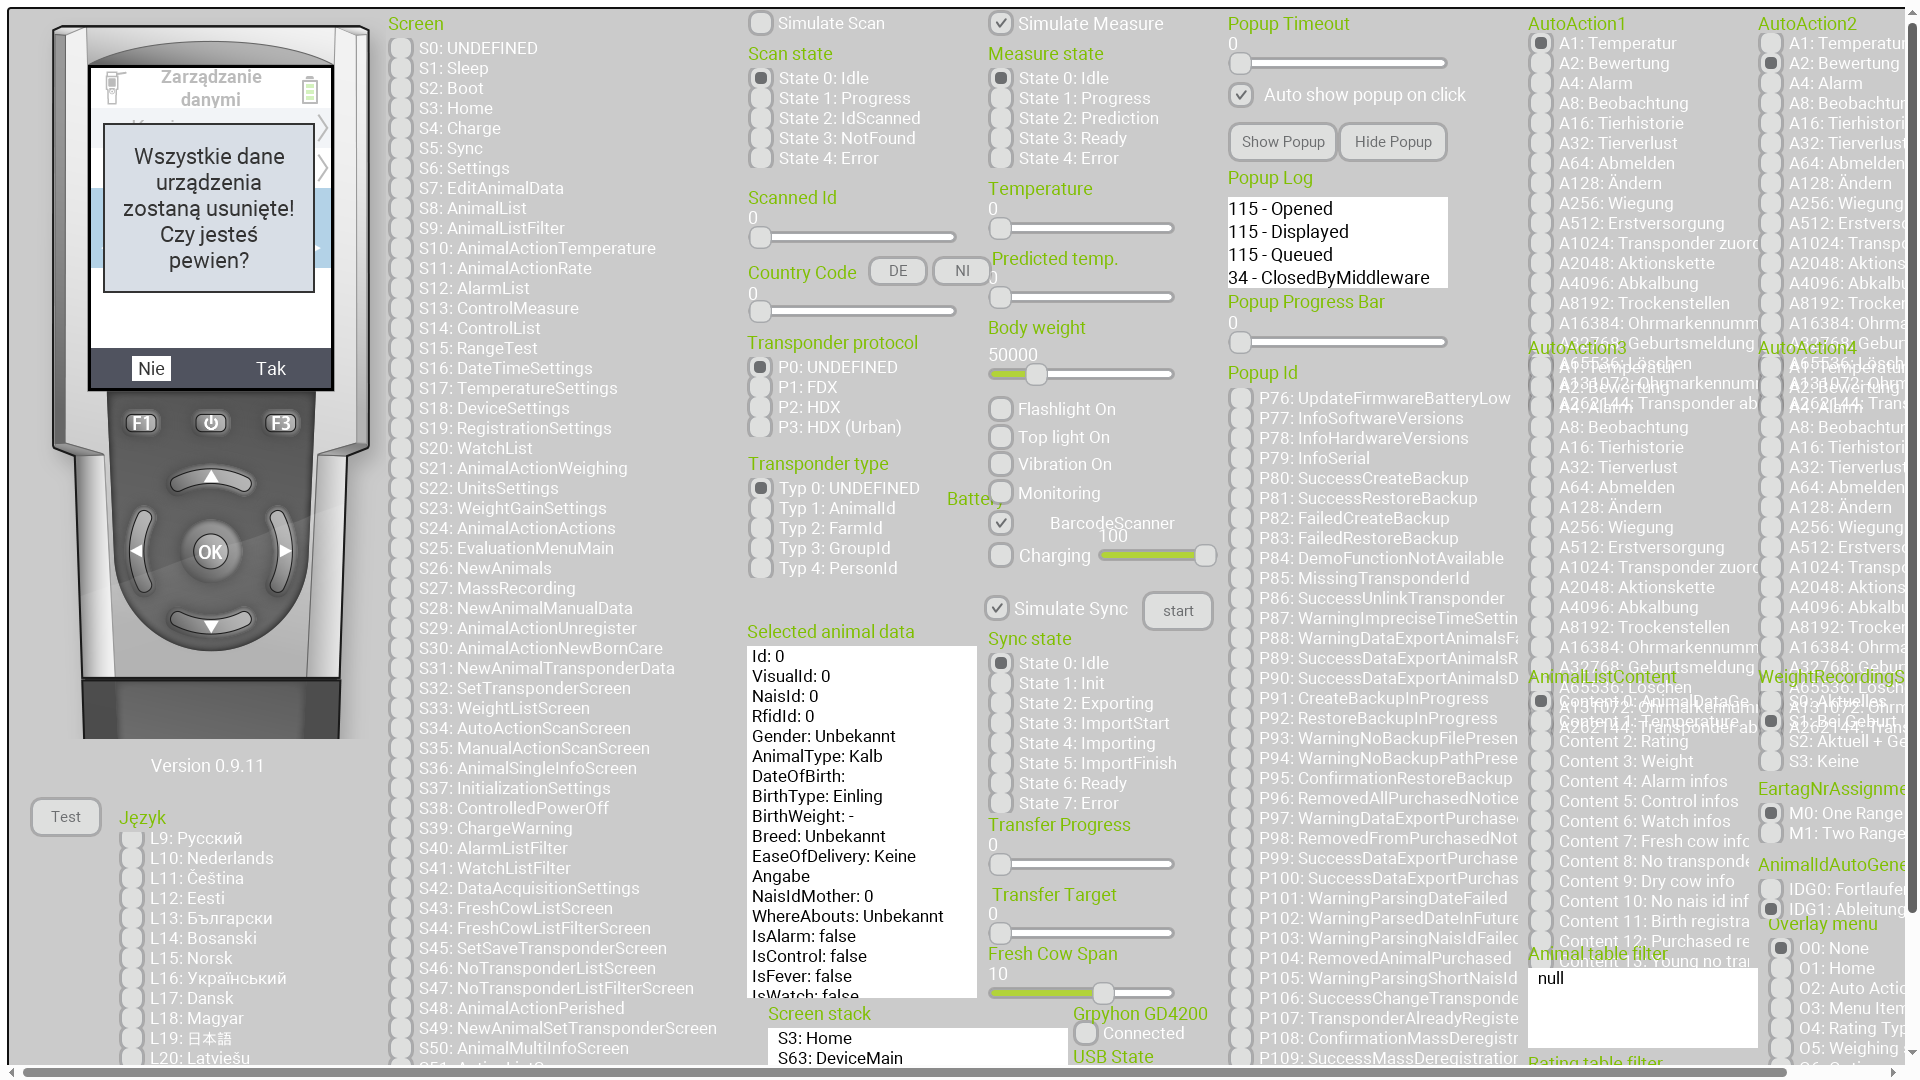 Zarządzanie
danymi
Wszystkie dane
urządzenia
zostaną usunięte!
Czy jesteś
pewien?
Nie
Tak
F1
F3
OK
Version 0.9.11
Test
Język
L9: Русский
L10: Nederlands
L11: Čeština
L12: Eesti
L13: Български
L14: Bosanski
L15: Norsk
L16: Український
L17: Dansk
L18: Magyar
L19: 日本語
L20: Latviešu
Screen
S0: UNDEFINED
S1: Sleep
S2: Boot
S3: Home
S4: Charge
S5: Sync
S6: Settings
S7: EditAnimalData
S8: AnimalList
S9: AnimalListFilter
S10: AnimalActionTemperature
S11: AnimalActionRate
S12: AlarmList
S13: ControlMeasure
S14: ControlList
S15: RangeTest
S16: DateTimeSettings
S17: TemperatureSettings
S18: DeviceSettings
S19: RegistrationSettings
S20: WatchList
S21: AnimalActionWeighing
S22: UnitsSettings
S23: WeightGainSettings
S24: AnimalActionActions
S25: EvaluationMenuMain
S26: NewAnimals
S27: MassRecording
S28: NewAnimalManualData
S29: AnimalActionUnregister
S30: AnimalActionNewBornCare
S31: NewAnimalTransponderData
S32: SetTransponderScreen
S33: WeightListScreen
S34: AutoActionScanScreen
S35: ManualActionScanScreen
S36: AnimalSingleInfoScreen
S37: InitializationSettings
S38: ControlledPowerOff
S39: ChargeWarning
S40: AlarmListFilter
S41: WatchListFilter
S42: DataAcquisitionSettings
S43: FreshCowListScreen
S44: FreshCowListFilterScreen
S45: SetSaveTransponderScreen
S46: NoTransponderListScreen
S47: NoTransponderListFilterScreen
S48: AnimalActionPerished
S49: NewAnimalSetTransponderScreen
S50: AnimalMultiInfoScreen
Simulate Scan
Scan state
State 0: Idle
State 1: Progress
State 2: IdScanned
State 3: NotFound
State 4: Error
Scanned Id
0
Country Code
DE
NI
0
Transponder protocol
P0: UNDEFINED
P1: FDX
P2: HDX
P3: HDX (Urban)
Transponder type
Typ 0: UNDEFINED
Typ 1: AnimalId
Typ 2: FarmId
Typ 3: GroupId
Typ 4: PersonId
Selected animal data
Id: 0
VisualId: 0
NaisId: 0
RfidId: 0
Gender: Unbekannt
AnimalType: Kalb
DateOfBirth:
BirthType: Einling
BirthWeight: -
Breed: Unbekannt
EaseOfDelivery: Keine
Angabe
NaisIdMother: 0
WhereAbouts: Unbekannt
IsAlarm: false
IsControl: false
IsFever: false
IsWatch: false
Screen stack
S3: Home
S63: DeviceMain
Simulate Measure
Measure state
State 0: Idle
State 1: Progress
State 2: Prediction
State 3: Ready
State 4: Error
Temperature
0
Predicted temp.
0
Body weight
50000
Flashlight On
Top light On
Vibration On
Monitoring
Battery
BarcodeScanner
100
Charging
Simulate Sync
start
Sync state
State 0: Idle
State 1: Init
State 2: Exporting
State 3: ImportStart
State 4: Importing
State 5: ImportFinish
State 6: Ready
State 7: Error
Transfer Progress
0
Transfer Target
0
Fresh Cow Span
10
Grpyhon GD4200
Connected
USB State
Popup Timeout
0
Auto show popup on click
Show Popup
Hide Popup
Popup Log
115 - Opened
115 - Displayed
115 - Queued
34 - ClosedByMiddleware
Popup Progress Bar
0
Popup Id
P76: UpdateFirmwareBatteryLow
P77: InfoSoftwareVersions
P78: InfoHardwareVersions
P79: InfoSerial
P80: SuccessCreateBackup
P81: SuccessRestoreBackup
P82: FailedCreateBackup
P83: FailedRestoreBackup
P84: DemoFunctionNotAvailable
P85: MissingTransponderId
P86: SuccessUnlinkTransponder
P87: WarningImpreciseTimeSettin
P88: WarningDataExportAnimalsFa
P89: SuccessDataExportAnimalsR
P90: SuccessDataExportAnimalsD
P91: CreateBackupInProgress
P92: RestoreBackupInProgress
P93: WarningNoBackupFilePresen
P94: WarningNoBackupPathPrese
P95: ConfirmationRestoreBackup
P96: RemovedAllPurchasedNotice
P97: WarningDataExportPurchase
P98: RemovedFromPurchasedNot
P99: SuccessDataExportPurchase
P100: SuccessDataExportPurchas
P101: WarningParsingDateFailed
P102: WarningParsedDateInFuture
P103: WarningParsingNaisIdFailed
P104: RemovedAnimalPurchased
P105: WarningParsingShortNaisId
P106: SuccessChangeTransponde
P107: TransponderAlreadyRegiste
P108: ConfirmationMassDeregistr
P109: SuccessMassDeregistration
AutoAction1
A1: Temperatur
A2: Bewertung
A4: Alarm
A8: Beobachtung
A16: Tierhistorie
A32: Tierverlust
A64: Abmelden
A128: Ändern
A256: Wiegung
A512: Erstversorgung
A1024: Transponder zuord
A2048: Aktionskette
A4096: Abkalbung
A8192: Trockenstellen
A16384: Ohrmarkennumm
A32768: Geburtsmeldung
A65536: Löschen
A131072: Ohrmarkennum
A262144: Transponder ab
AutoAction3
A1: Temperatur
A2: Bewertung
A4: Alarm
A8: Beobachtung
A16: Tierhistorie
A32: Tierverlust
A64: Abmelden
A128: Ändern
A256: Wiegung
A512: Erstversorgung
A1024: Transponder zuord
A2048: Aktionskette
A4096: Abkalbung
A8192: Trockenstellen
A16384: Ohrmarkennumm
A32768: Geburtsmeldung
A65536: Löschen
A131072: Ohrmarkennum
A262144: Transponder ab
AnimalListContent
Content 0: AnimalDataGe
Content 1: Temperature
Content 2: Rating
Content 3: Weight
Content 4: Alarm infos
Content 5: Control infos
Content 6: Watch infos
Content 7: Fresh cow info
Content 8: No transponde
Content 9: Dry cow info
Content 10: No nais id inf
Content 11: Birth registra
Content 12: Purchased re
Content 13: Young no tra
Animal table filter
null
Rating table filter
AutoAction2
A1: Temperatur
A2: Bewertung
A4: Alarm
A8: Beobachtun
A16: Tierhistori
A32: Tierverlust
A64: Abmelden
A128: Ändern
A256: Wiegung
A512: Erstverso
A1024: Transpo
A2048: Aktions
A4096: Abkalbu
A8192: Trocken
A16384: Ohrma
A32768: Gebur
A65536: Lösch
A131072: Ohrm
A262144: Trans
AutoAction4
A1: Temperatur
A2: Bewertung
A4: Alarm
A8: Beobachtun
A16: Tierhistori
A32: Tierverlust
A64: Abmelden
A128: Ändern
A256: Wiegung
A512: Erstverso
A1024: Transpo
A2048: Aktions
A4096: Abkalbu
A8192: Trocken
A16384: Ohrma
A32768: Gebur
A65536: Lösch
A131072: Ohrm
A262144: Trans
WeightRecordingS
S0: Aktuelles
S1: Bei Geburt
S2: Aktuell + Ge
S3: Keine
EartagNrAssignme
M0: One Range
M1: Two Range
AnimalIdAutoGene
IDG0: Fortlaufer
IDG1: Ableitung
Overlay menu
O0: None
O1: Home
O2: Auto Actio
O3: Menu Item
O4: Rating Typ
O5: Weighing